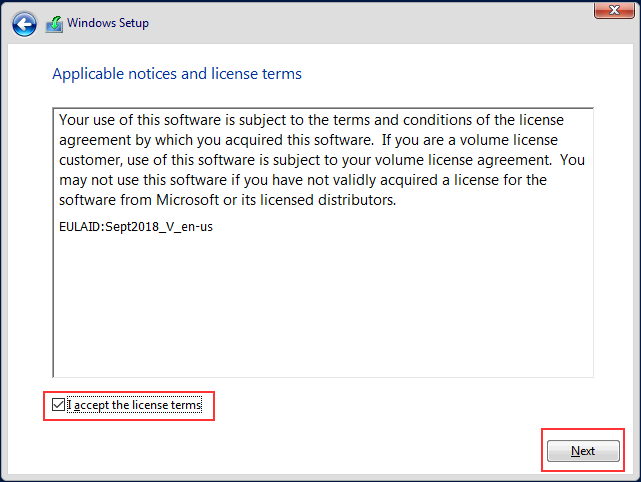 Windows Setup
Applicable notices and license terms
Your use of this software is subject to the terms and conditions of the license
agreement by which you acquired this software.  If you are a volume license
customer, use of this software is subject to your volume license agreement.  You
may not use this software if you have not validly acquired a license for the
software from Microsoft or its licensed distributors.
EULAID:Sept2018_V_en-us
I accept the license terms
Next